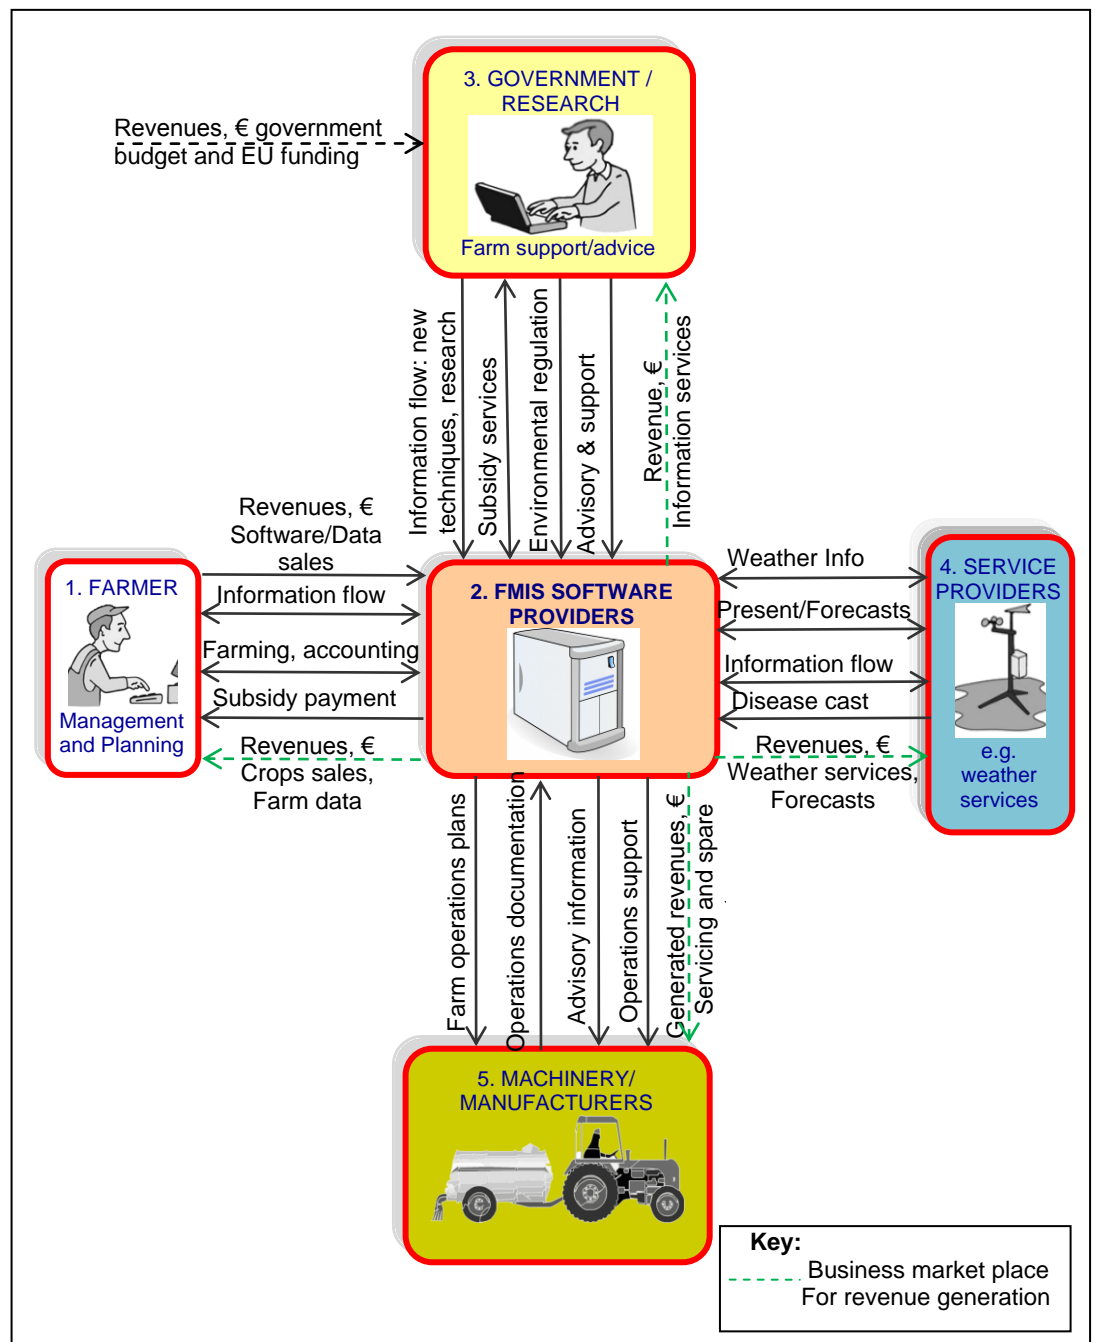 3. GOVERNMENT /
RESEARCH
Farm support/advice
Revenues, € government
budget and EU funding
Information flow: new
techniques, research
Subsidy services
Environmental regulation
Advisory & support
Revenue, €
Information services
Revenues, €
Software/Data
sales
Information flow
Farming, accounting
Subsidy payment
Revenues, €
Crops sales,
Farm data
1. FARMER
Management
and Planning
2. FMIS SOFTWARE
PROVIDERS
Weather Info
Present/Forecasts
Information flow
Disease cast
Revenues, €
Weather services,
Forecasts
4. SERVICE
PROVIDERS
e.g.
weather
services
Farm operations plans
Operations documentation
Advisory information
Operations support
Generated revenues, €
Servicing and spare
5. MACHINERY/
MANUFACTURERS
Key:
Business market place
For revenue generation